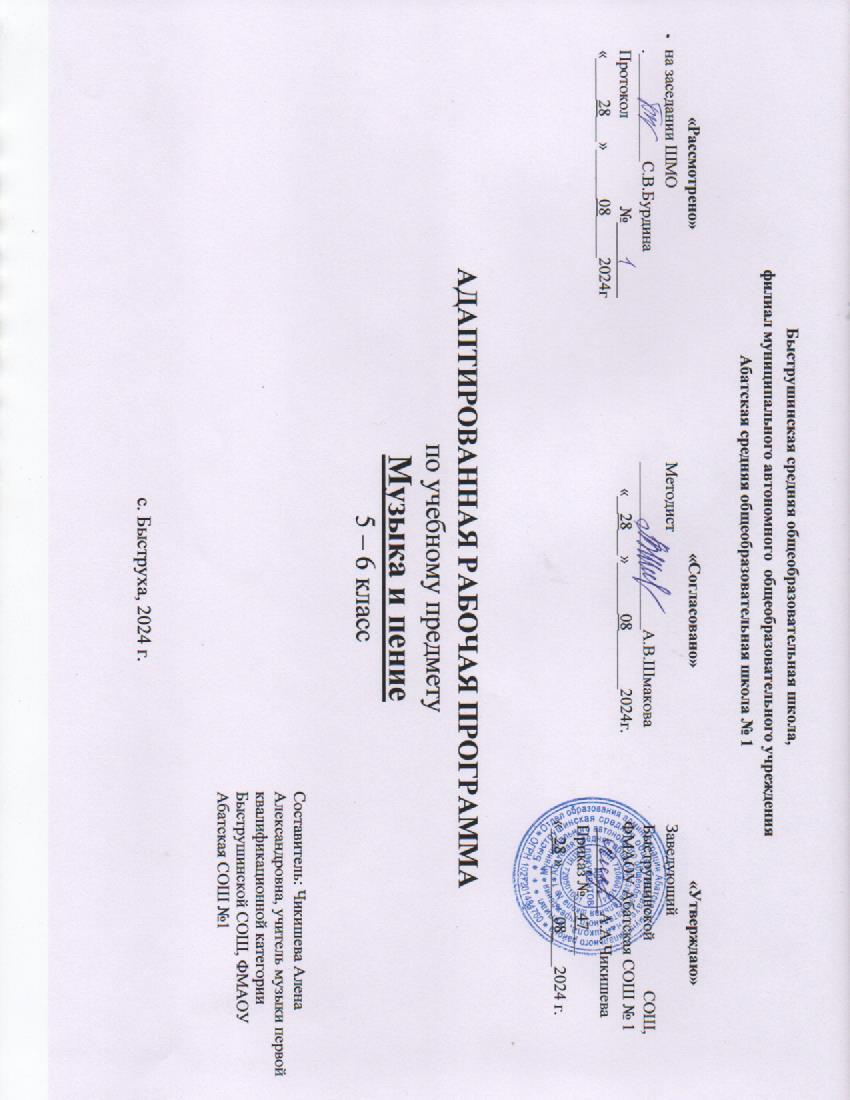 Быструшинская средняя общеобразовательная школа,
филиал муниципального автономного общеобразовательного учреждения
Абатская средняя общеобразовательная школа № 1
«Рассмотрено»
• на заседании ШМО
. ____________ С.В.Бурдина
Протокол № 1
« 28 » 08 2024г
«Согласовано»
Методист
____________ А.В.Шмакова
« 28 » 08 2024г.
«Утверждаю»
Заведующий
Быструшинской СОШ,
ФМАОУ Абатская СОШ № 1
А.А.Чикишева
Приказ № 47
« 28 » 08 2024 г.
АДАПТИРОВАННАЯ РАБОЧАЯ ПРОГРАММА
по учебному предмету
Музыка и пение
5 – 6 класс
Составитель: Чикишева Алена
Александровна, учитель музыки первой
квалификационной категории
Быструшинской СОШ, ФМАОУ
Абатская СОШ №1
с. Быструха, 2024 г.